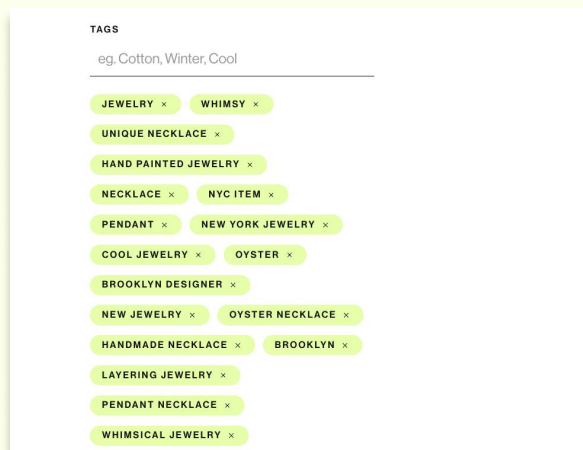 TAGS
eg. Cotton, Winter, Cool
JEWELRY × WHIMSY ×
UNIQUE NECKLACE ×
HAND PAINTED JEWELRY ×
NECKLACE × NYC ITEM ×
PENDANT × NEW YORK JEWELRY ×
COOL JEWELRY × OYSTER ×
BROOKLYN DESIGNER ×
NEW JEWELRY × OYSTER NECKLACE ×
HANDMADE NECKLACE × BROOKLYN ×
LAYERING JEWELRY ×
PENDANT NECKLACE ×
WHIMSICAL JEWELRY ×